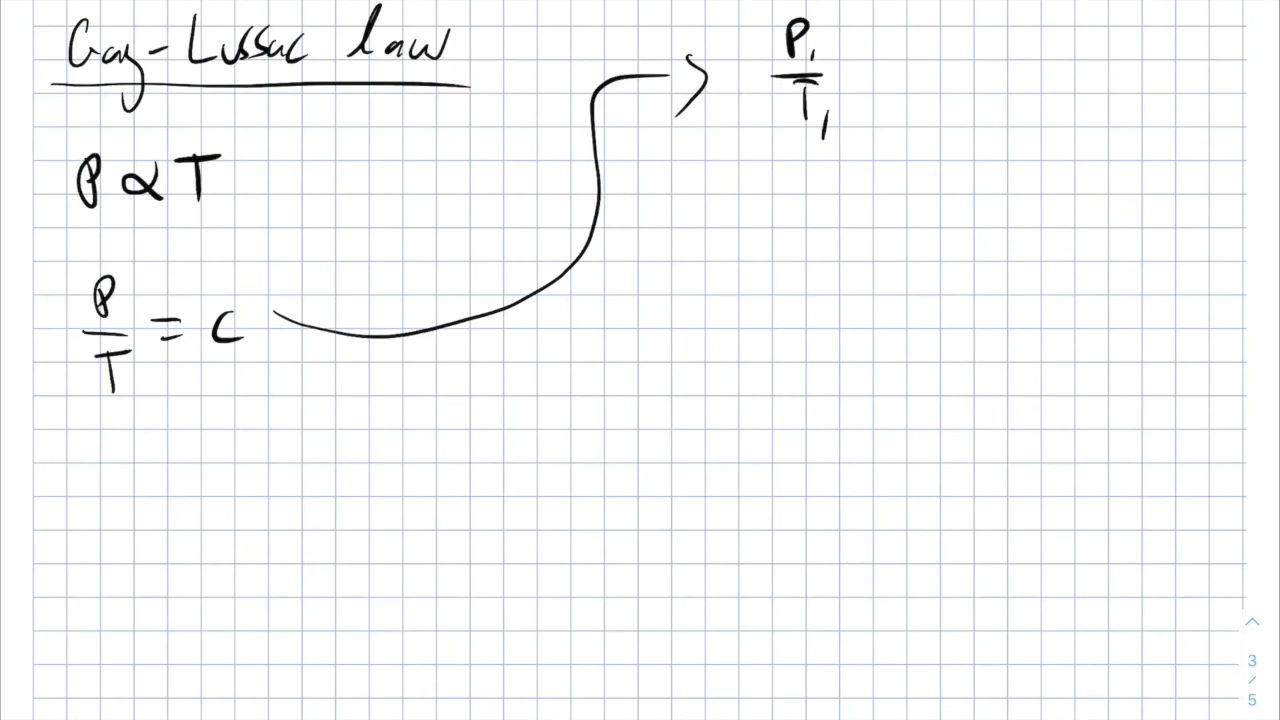 Gay-Lussac law
P ∝ T
P/T = C
P₁/T₁
3/5